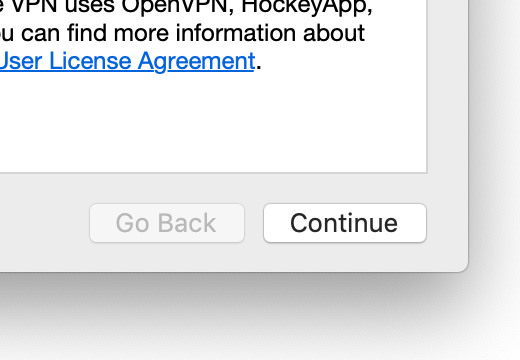 VPN uses OpenVPN, HockeyApp,
can find more information about
User License Agreement.
Go Back
Continue